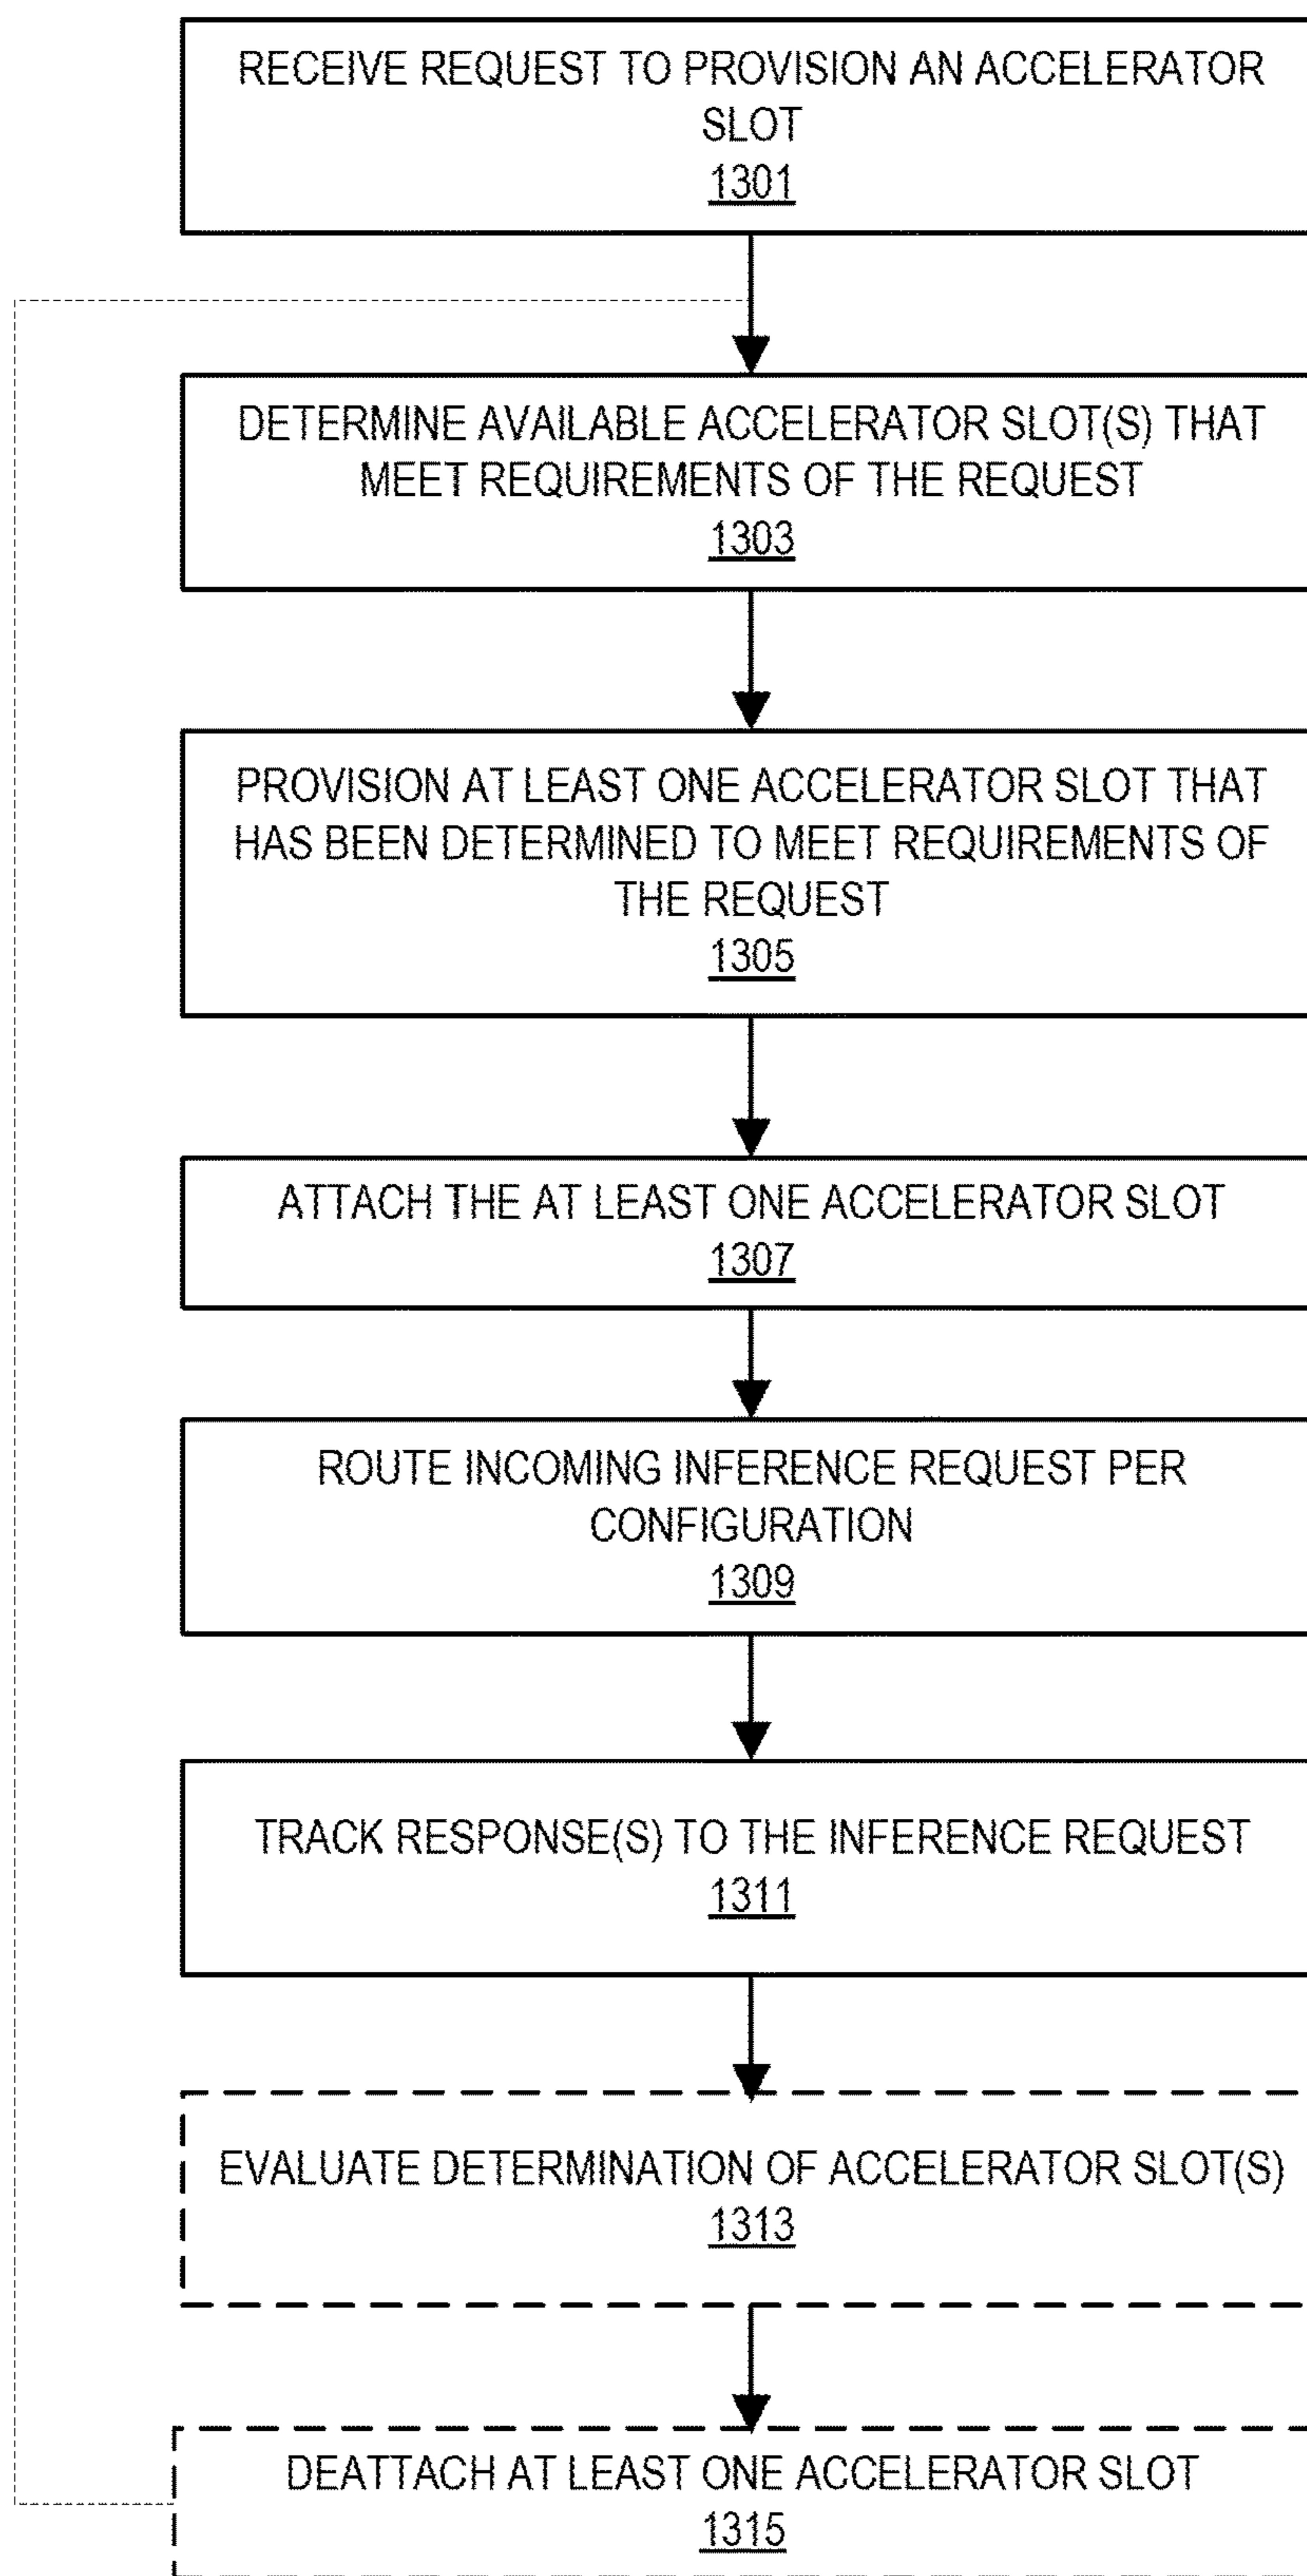 RECEIVE REQUEST TO PROVISION AN ACCELERATOR
SLOT
1301
DETERMINE AVAILABLE ACCELERATOR SLOT(S) THAT
MEET REQUIREMENTS OF THE REQUEST
1303
PROVISION AT LEAST ONE ACCELERATOR SLOT THAT
HAS BEEN DETERMINED TO MEET REQUIREMENTS OF
THE REQUEST
1305
ATTACH THE AT LEAST ONE ACCELERATOR SLOT
1307
ROUTE INCOMING INFERENCE REQUEST PER
CONFIGURATION
1309
TRACK RESPONSE(S) TO THE INFERENCE REQUEST
1311
EVALUATE DETERMINATION OF ACCELERATOR SLOT(S)
1313
DEATTACH AT LEAST ONE ACCELERATOR SLOT
1315